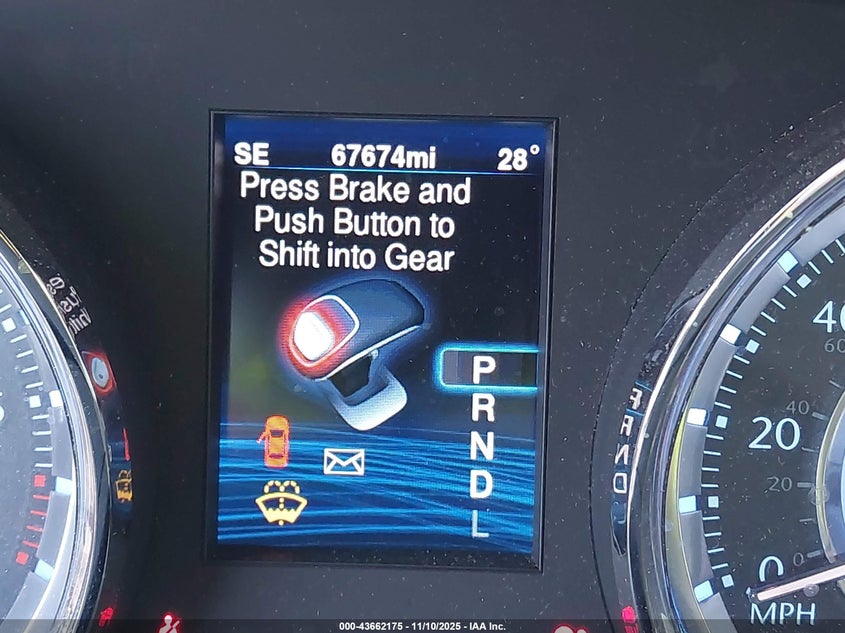 SE 67674mi 28°
Press Brake and
Push Button to
Shift into Gear
P
R
N
D
L
40
60
20
40
20
0
0
MPH
000-43662175 - 11/10/2025 - IAA Inc.